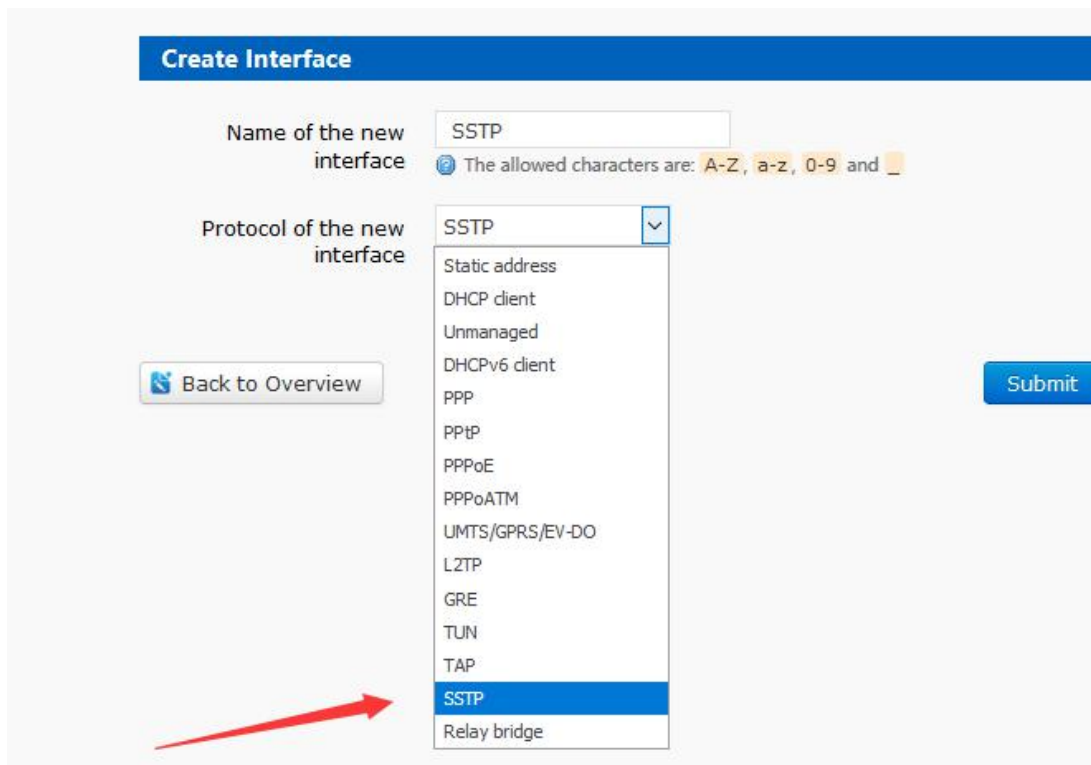 Create Interface
Name of the new
interface
SSTP
The allowed characters are: A-Z, a-z, 0-9 and _
Protocol of the new
interface
SSTP
Static address
DHCP client
Unmanaged
DHCPv6 client
PPP
PPtP
PPPoE
PPPoATM
UMTS/GPRS/EV-DO
L2TP
GRE
TUN
TAP
SSTP
Relay bridge
Back to Overview
Submit